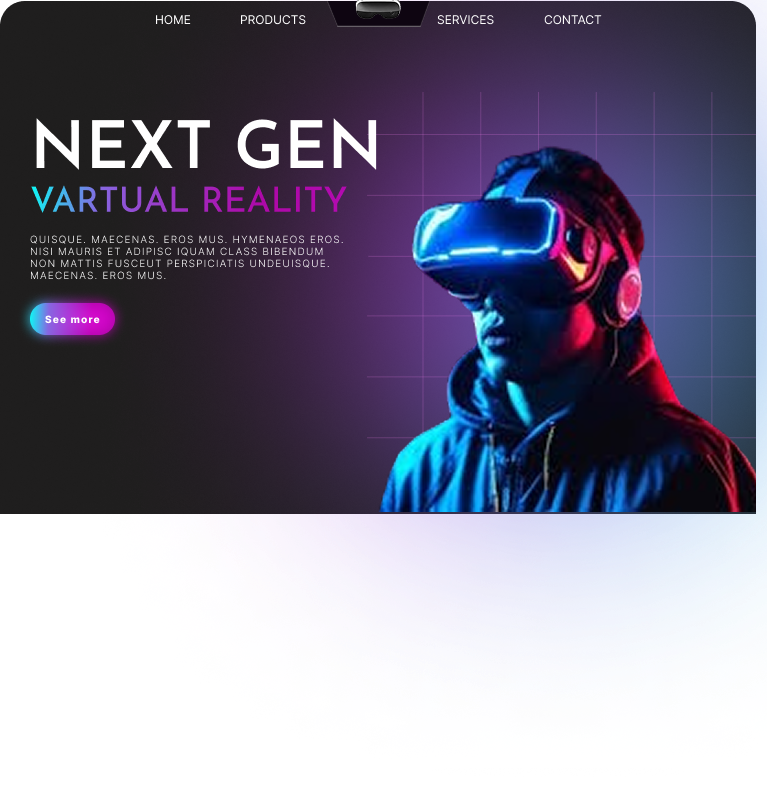 HOME PRODUCTS SERVICES CONTACT
NEXT GEN
VARTUAL REALITY
QUISQUE. MAECENAS. EROS MUS. HYMENAEOS EROS.
NISI MAURIS ET ADIPISC IQUAM CLASS BIBENDUM
NON MATTIS FUSCEUT PERSPICIATIS UNDEUISQUE.
MAECENAS. EROS MUS.
See more